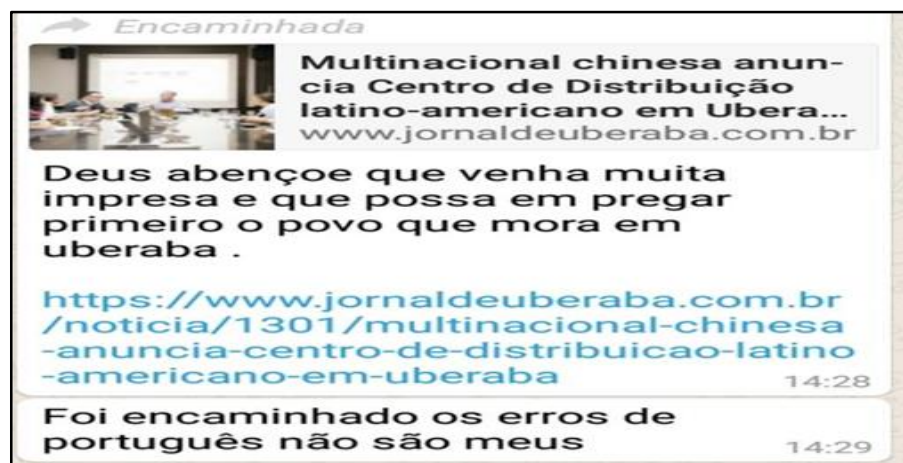 Encaminhada
Multinacional chinesa anun-
cia Centro de Distribuição
latino-americano em Ubera...
www.jornaldeuberaba.com.br
Deus abençoe que venha muita
impresa e que possa em pregar
primeiro o povo que mora em
uberaba .
https://www.jornaldeuberaba.com.br
/noticia/1301/multinacional-chinesa
-anuncia-centro-de-distribuicao-latino
-americano-em-uberaba
14:28
Foi encaminhado os erros de
português não são meus
14:29